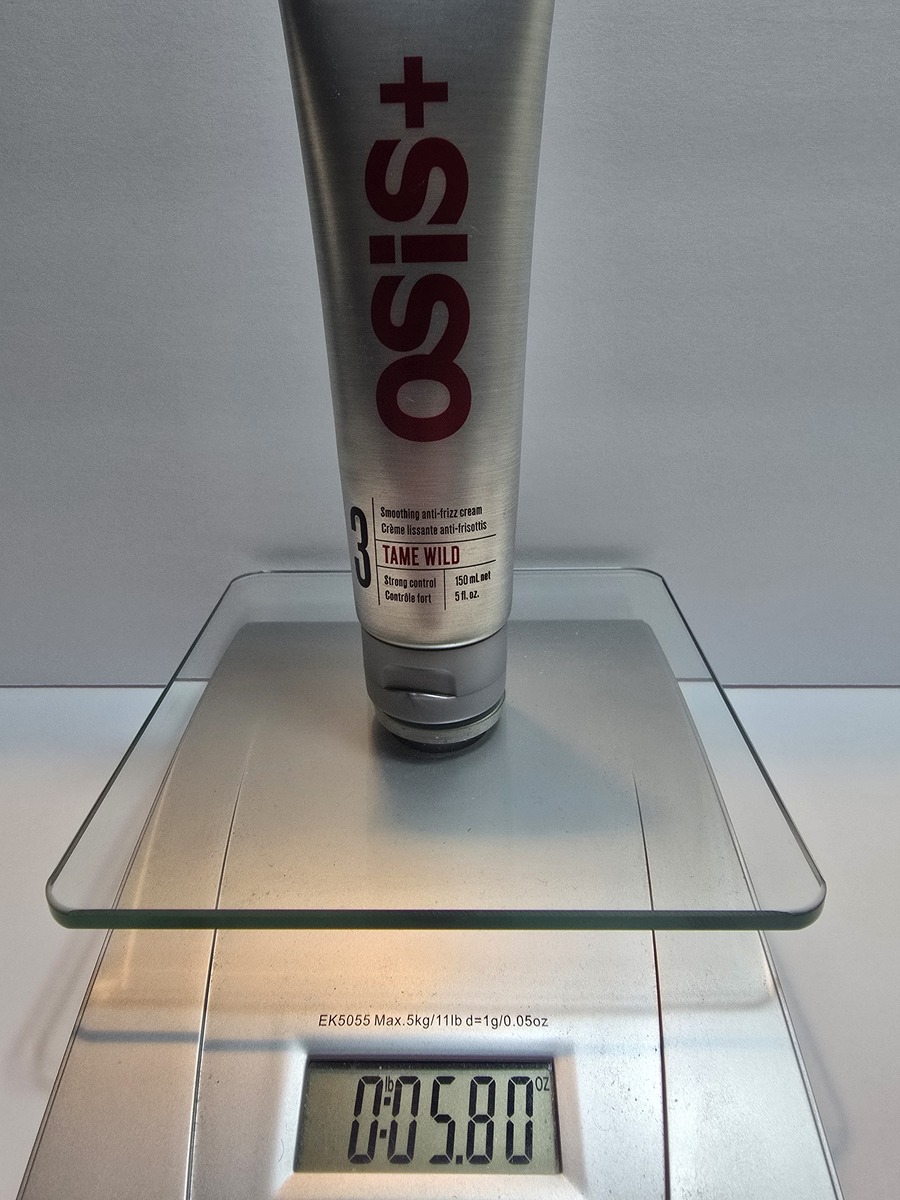 OSiS+
3
Smoothing anti-frizz cream
Crème lissante anti-frisottis
TAME WILD
Strong control
Contrôle fort
150 mL net
5 fl. oz.
EK5055 Max.5kg/11lb d=1g/0.05oz
0:05.80
lb
oz